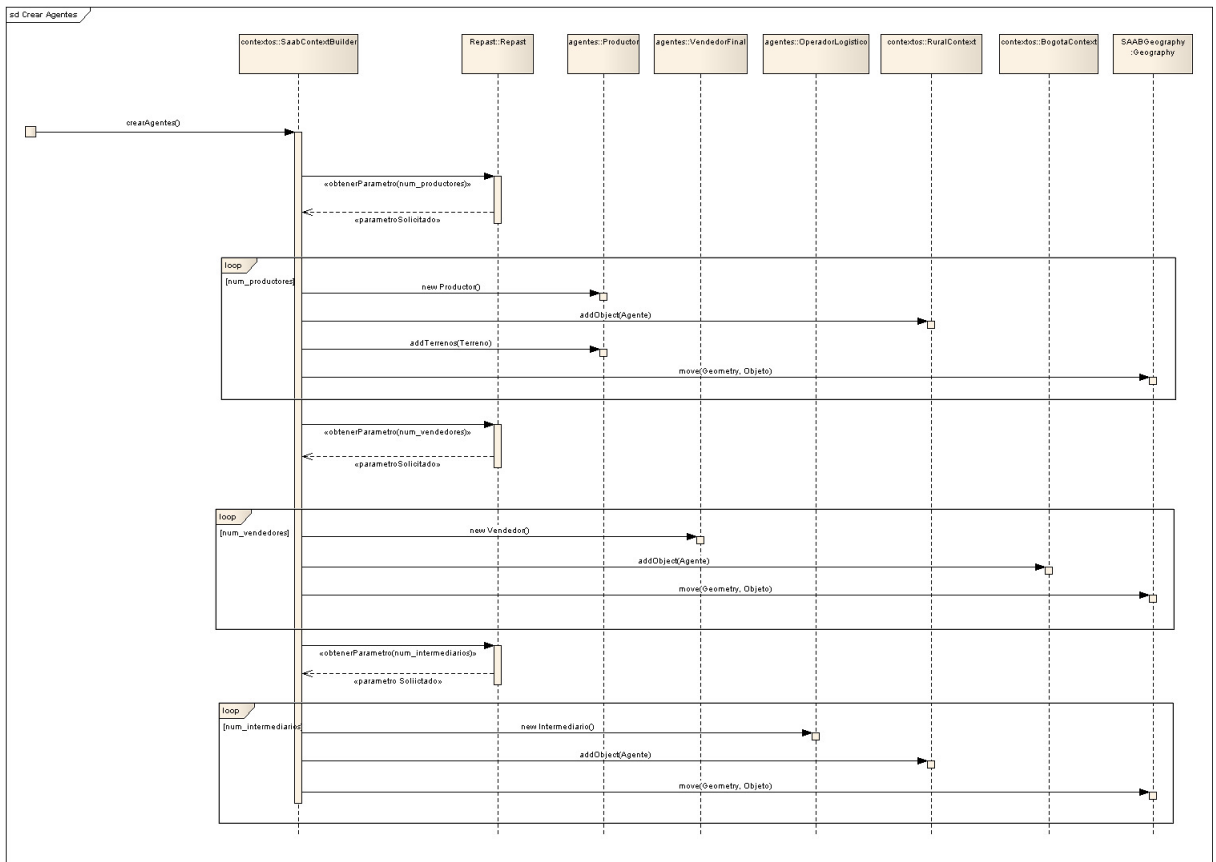 sd Crear Agentes
contextos::SaabContextBuilder
Repast::Repast
agentes::Productor
agentes::VendedorFinal
agentes::OperadorLogistico
contextos::RuralContext
contextos::BogotaContext
SAABGeography
:Geography
crearAgentes()
«obtenerParametro(num_productores)»
«parametroSolicitado»
loop
[num_productores]
new Productor()
addObject(Agente)
addTerrenos(Terreno)
move(Geometry, Objeto)
«obtenerParametro(num_vendedores)»
«parametroSolicitado»
loop
[num_vendedores]
new Vendedor()
addObject(Agente)
move(Geometry, Objeto)
«obtenerParametro(num_intermediarios)»
«parametro Soliictado»
loop
[num_intermediarios
new Intermediario()
addObject(Agente)
move(Geometry, Objeto)